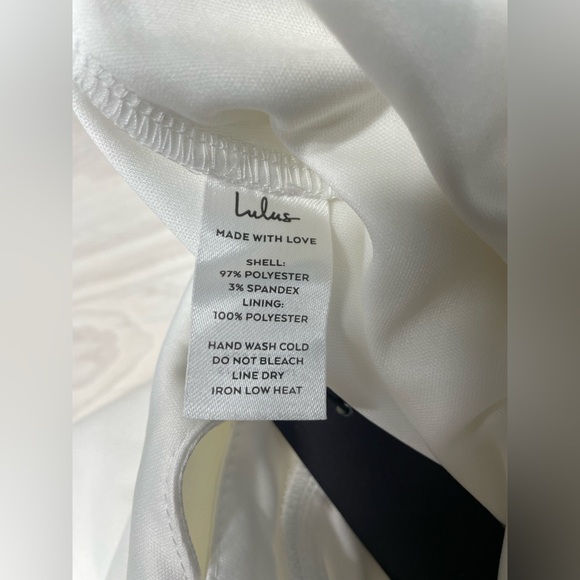 Lulus
MADE WITH LOVE
SHELL:
97% POLYESTER
3% SPANDEX
LINING:
100% POLYESTER
HAND WASH COLD
DO NOT BLEACH
LINE DRY
IRON LOW HEAT